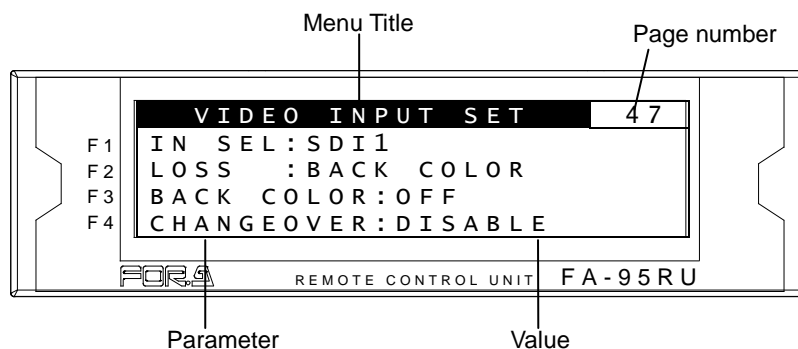 Menu Title
Page number
VIDEO INPUT SET 47
F1 IN SEL:SDI1
F2 LOSS :BACK COLOR
F3 BACK COLOR:OFF
F4 CHANGEOVER:DISABLE
FOR.A REMOTE CONTROL UNIT FA-95RU
Parameter Value